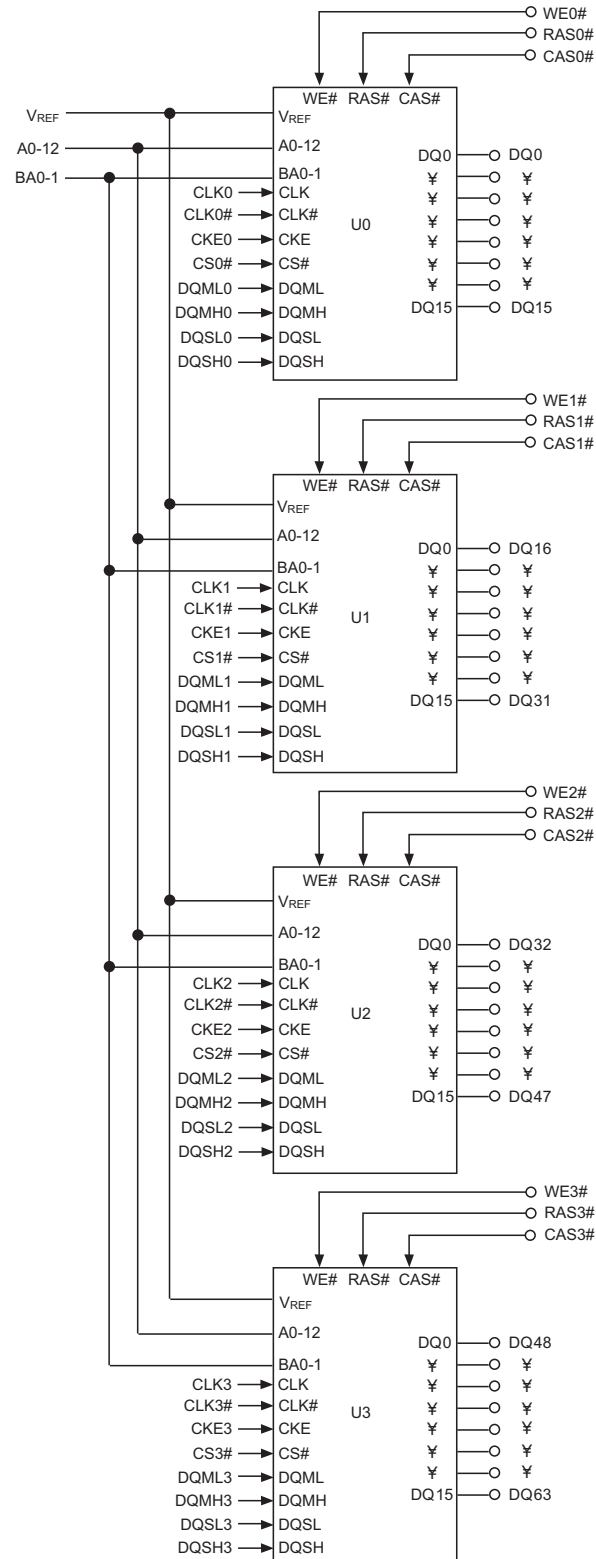 WE0#
RAS0#
CAS0#
WE# RAS# CAS#
VREF VREF
A0-12 A0-12
BA0-1 BA0-1
DQ0 DQ0
CLK0 CLK ¥ ¥
CLK0# CLK# ¥ ¥
U0
CKE0 CKE ¥ ¥
CS0# CS# ¥ ¥
DQML0 DQML ¥ ¥
¥ ¥
DQMH0 DQMH DQ15 DQ15
DQSL0 DQSL
DQSH0 DQSH
WE1#
RAS1#
CAS1#
WE# RAS# CAS#
VREF
A0-12
DQ0 DQ16
BA0-1 ¥ ¥
CLK1 CLK ¥ ¥
CLK1# CLK# ¥ ¥
U1
CKE1 CKE ¥ ¥
CS1# CS# ¥ ¥
DQML1 DQML ¥ ¥
DQMH1 DQMH DQ15 DQ31
DQSL1 DQSL
DQSH1 DQSH
WE2#
RAS2#
CAS2#
WE# RAS# CAS#
VREF
A0-12
DQ0 DQ32
BA0-1 ¥ ¥
CLK2 CLK ¥ ¥
CLK2# CLK# ¥ ¥
U2
CKE2 CKE ¥ ¥
CS2# CS# ¥ ¥
DQML2 DQML ¥ ¥
DQMH2 DQMH DQ15 DQ47
DQSL2 DQSL
DQSH2 DQSH
WE3#
RAS3#
CAS3#
WE# RAS# CAS#
VREF
A0-12
DQ0 DQ48
BA0-1 ¥ ¥
CLK3 CLK ¥ ¥
CLK3# CLK# ¥ ¥
U3
CKE3 CKE ¥ ¥
CS3# CS# ¥ ¥
DQML3 DQML ¥ ¥
DQMH3 DQMH DQ15 DQ63
DQSL3 DQSL
DQSH3 DQSH